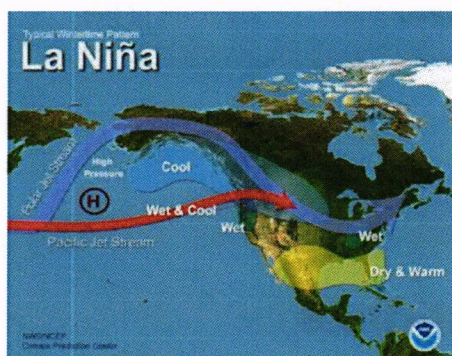 Typical Wintertime Pattern
La Niña
Polar Jet Stream
High
Pressure
H
Cool
Wet & Cool
Pacific Jet Stream
Wet
Wet
Dry & Warm
NWS/NCEP
Climate Prediction Center
NOAA